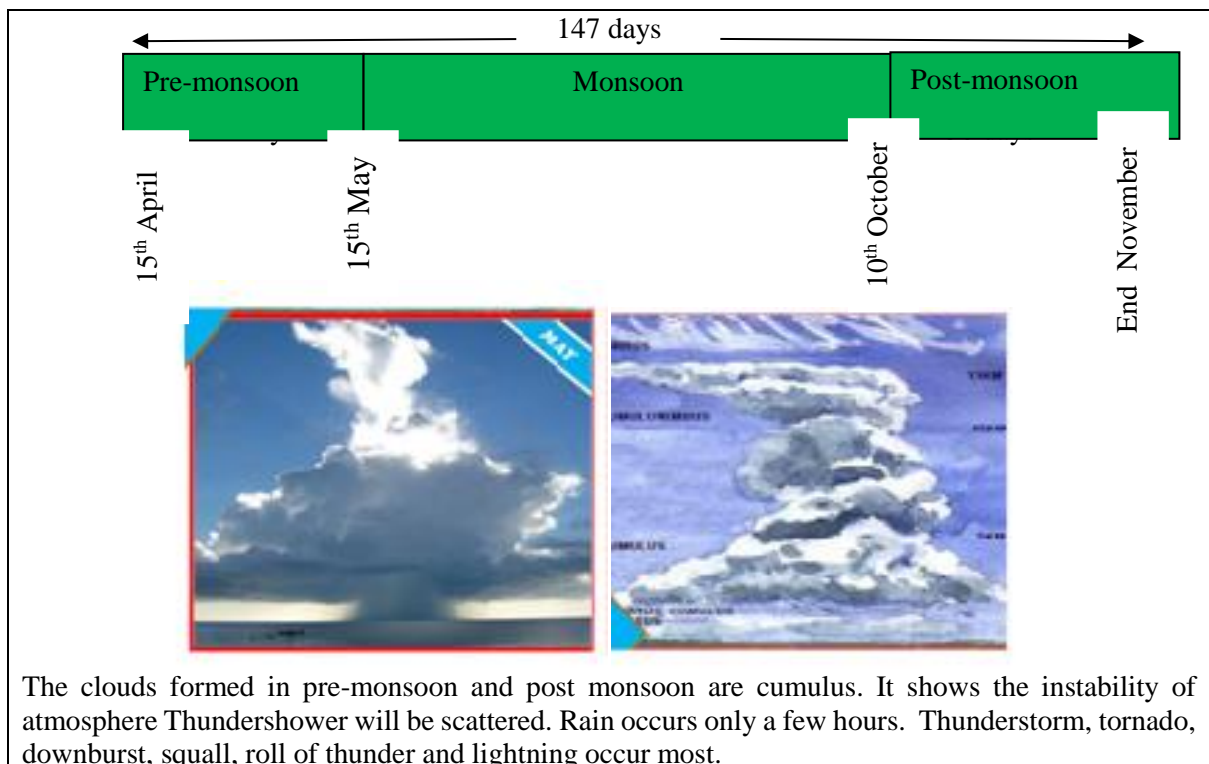 147 days
Pre-monsoon
Monsoon
Post-monsoon
15th April
15th May
10th October
End November
MAT
The clouds formed in pre-monsoon and post monsoon are cumulus. It shows the instability of
atmosphere Thundershower will be scattered. Rain occurs only a few hours. Thunderstorm, tornado,
downburst, squall, roll of thunder and lightning occur most.